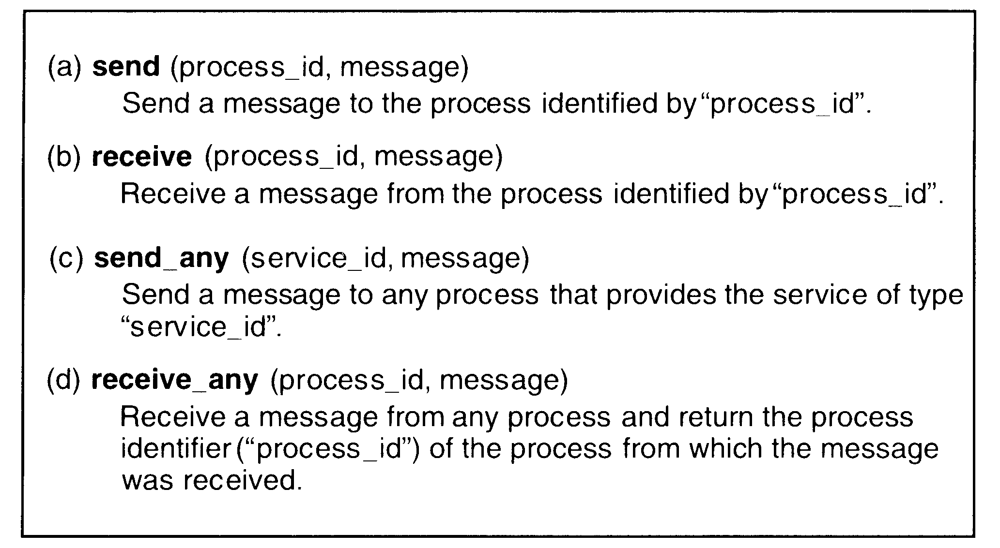 (a) send (process_id, message)
Send a message to the process identified by “process_id”.
(b) receive (process_id, message)
Receive a message from the process identified by “process_id”.
(c) send_any (service_id, message)
Send a message to any process that provides the service of type
“service_id”.
(d) receive_any (process_id, message)
Receive a message from any process and return the process
identifier (“process_id”) of the process from which the message
was received.